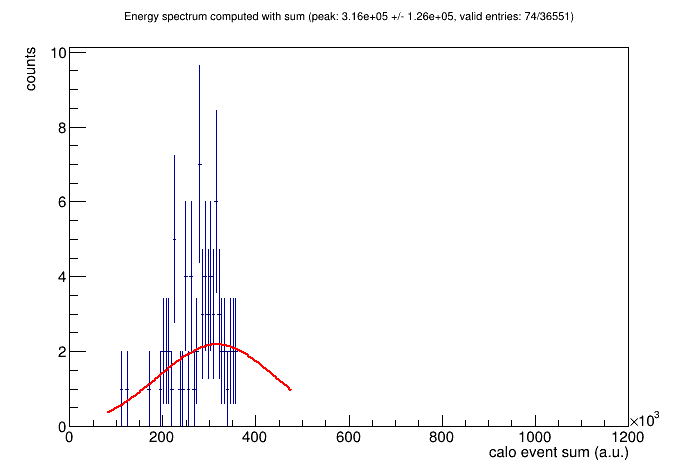 Energy spectrum computed with sum (peak: 3.16e+05 +/- 1.26e+05, valid entries: 74/36551)
counts
10
8
6
4
2
0
0 200 400 600 800 1000 1200
×10³
calo event sum (a.u.)